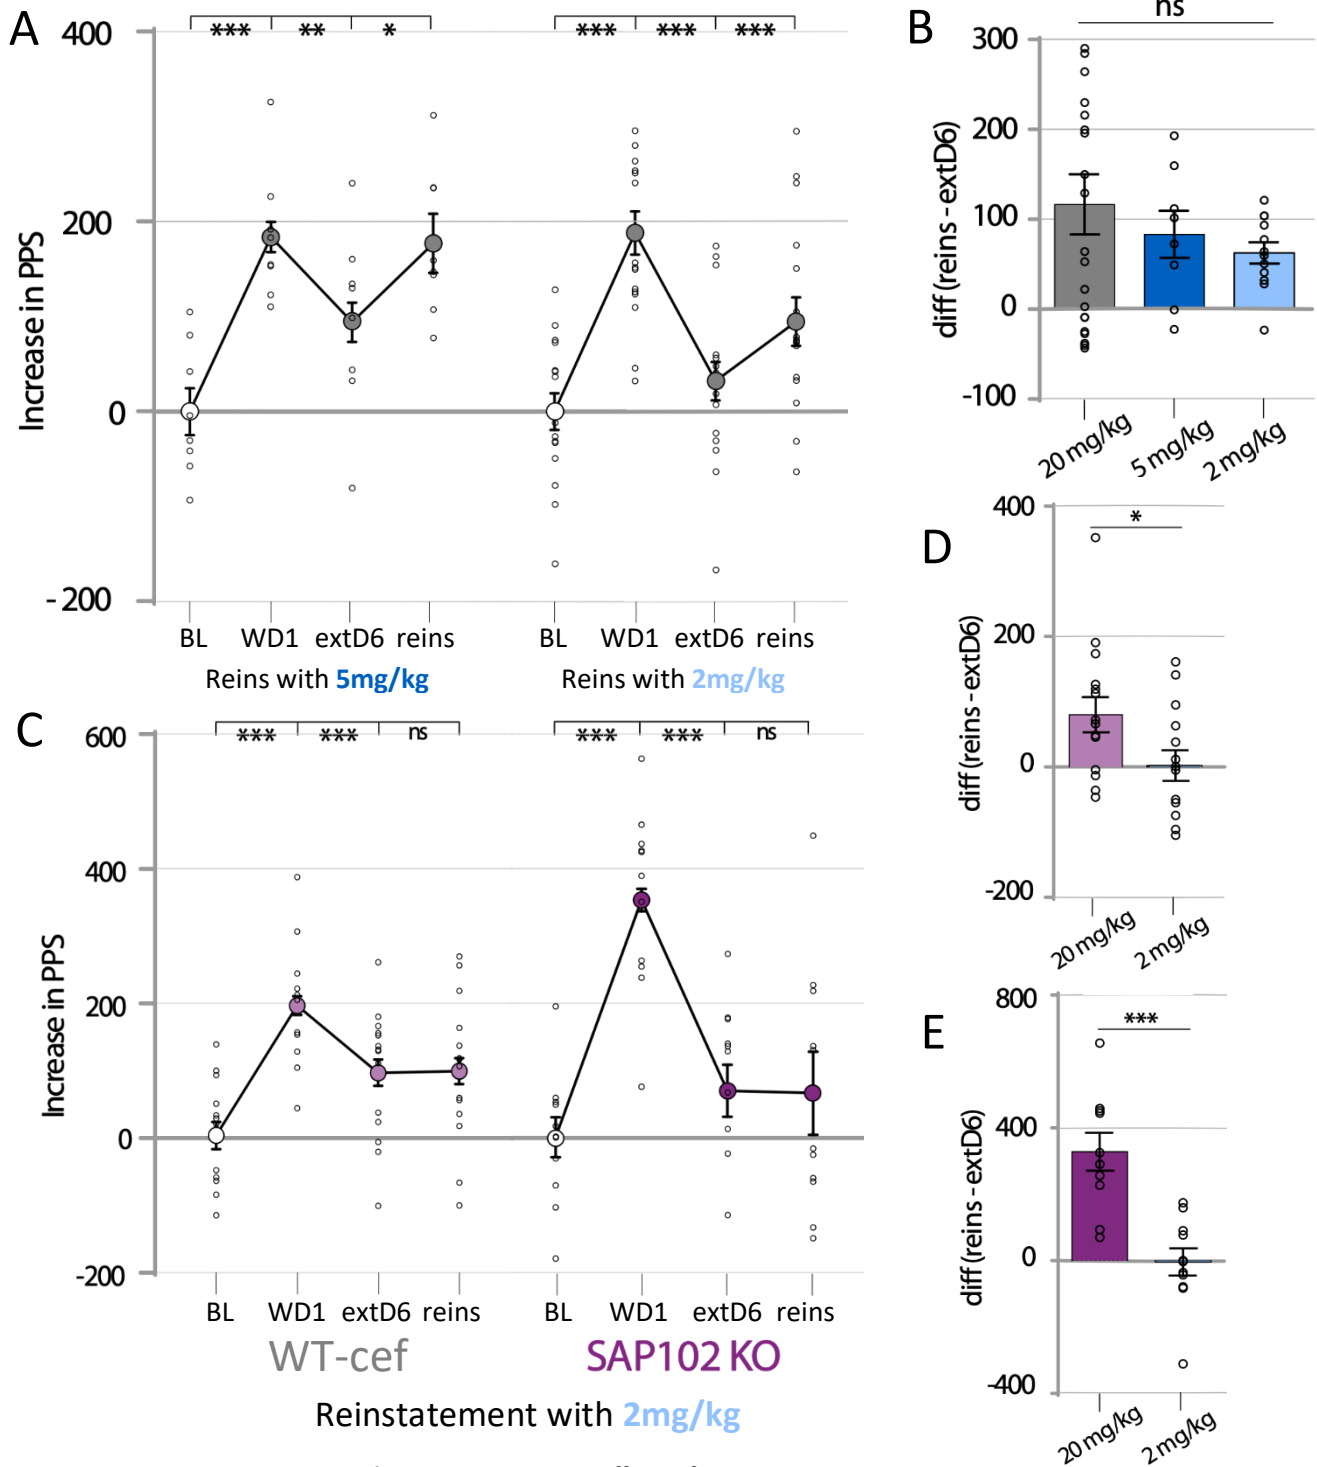 A
400
200
0
-200
Increase in PPS
*** ** *
*** *** ***
BL WD1 extD6 reins
BL WD1 extD6 reins
Reins with 5mg/kg
Reins with 2mg/kg
B
ns
300
200
100
0
-100
diff (reins - extD6)
20 mg/kg
5 mg/kg
2 mg/kg
C
600
400
200
0
-200
Increase in PPS
*** *** ns
*** *** ns
BL WD1 extD6 reins
BL WD1 extD6 reins
WT-cef
SAP102 KO
Reinstatement with 2mg/kg
D
*
400
200
0
-200
diff (reins - extD6)
20 mg/kg
2 mg/kg
E
***
800
400
0
-400
diff (reins - extD6)
20 mg/kg
2 mg/kg